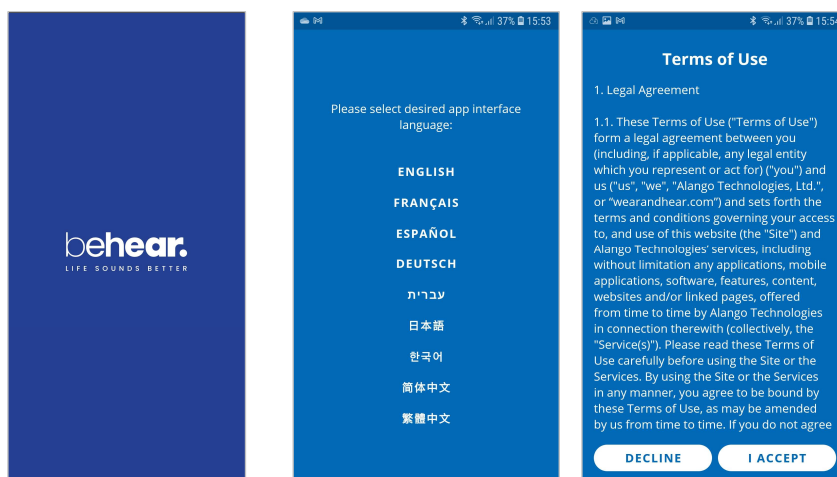 behear.
LIFE SOUNDS BETTER
37% 15:53
Please select desired app interface
language:
ENGLISH
FRANÇAIS
ESPAÑOL
DEUTSCH
עברית
日本語
한국어
简体中文
繁體中文
37% 15:54
Terms of Use
1. Legal Agreement
1.1. These Terms of Use ("Terms of Use")
form a legal agreement between you
(including, if applicable, any legal entity
which you represent or act for) ("you") and
us ("us", "we", "Alango Technologies, Ltd.",
or “wearandhear.com”) and sets forth the
terms and conditions governing your access
to, and use of this website (the "Site") and
Alango Technologies’ services, including
without limitation any applications, mobile
applications, software, features, content,
websites and/or linked pages, offered
from time to time by Alango Technologies
in connection therewith (collectively, the
"Service(s)"). Please read these Terms of
Use carefully before using the Site or the
Services. By using the Site or the Services
in any manner, you agree to be bound by
these Terms of Use, as may be amended
by us from time to time. If you do not agree
DECLINE I ACCEPT